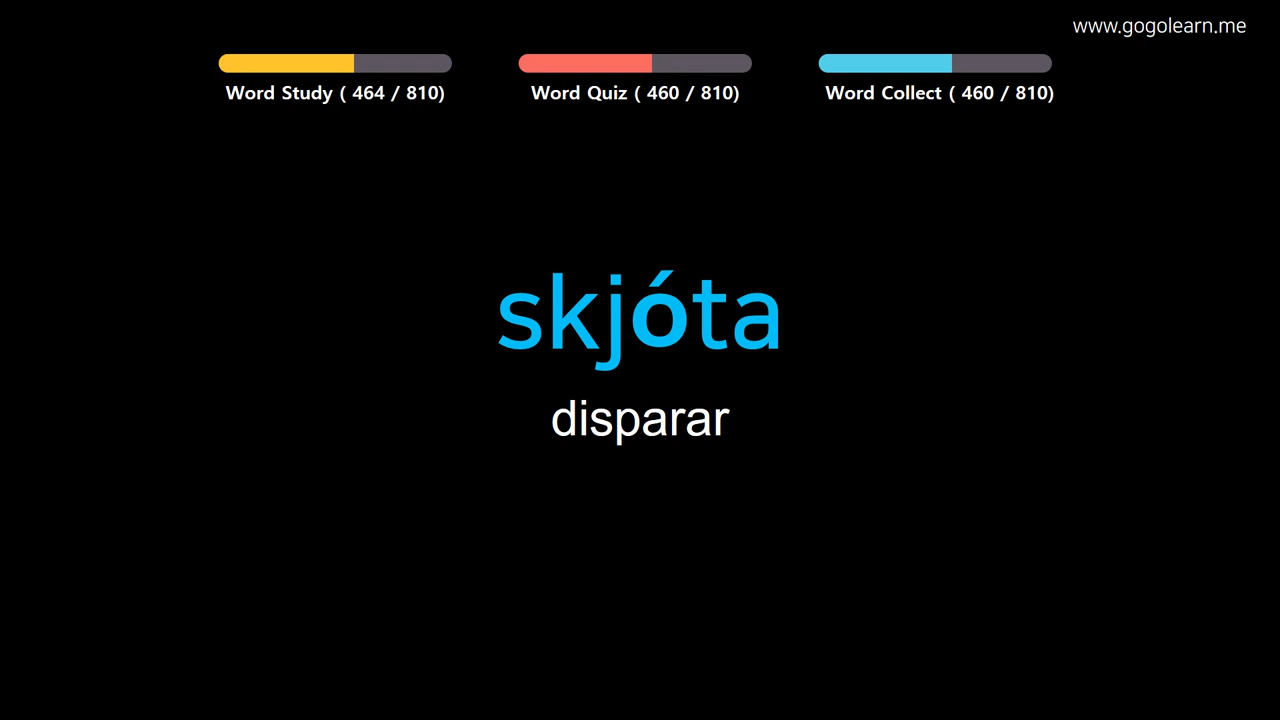 www.gogolearn.me
Word Study ( 464 / 810)
Word Quiz ( 460 / 810)
Word Collect ( 460 / 810)
skjóta
disparar